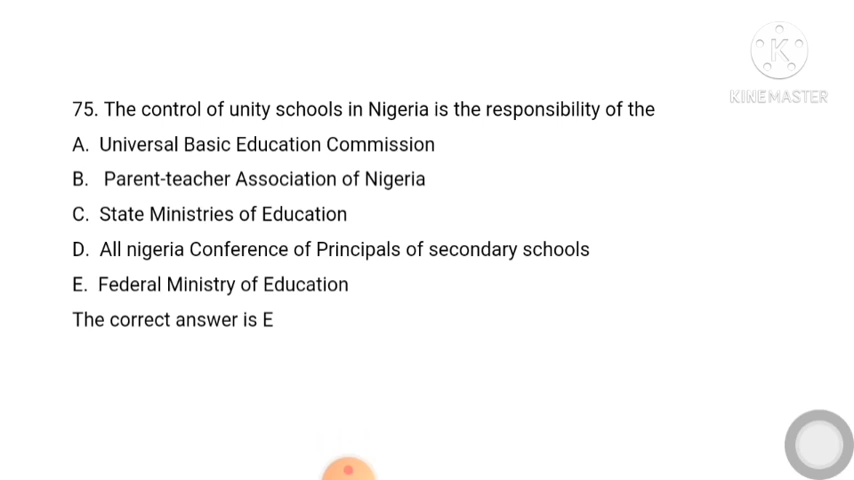 75. The control of unity schools in Nigeria is the responsibility of the
A. Universal Basic Education Commission
B. Parent-teacher Association of Nigeria
C. State Ministries of Education
D. All nigeria Conference of Principals of secondary schools
E. Federal Ministry of Education
The correct answer is E
K
KINEMASTER